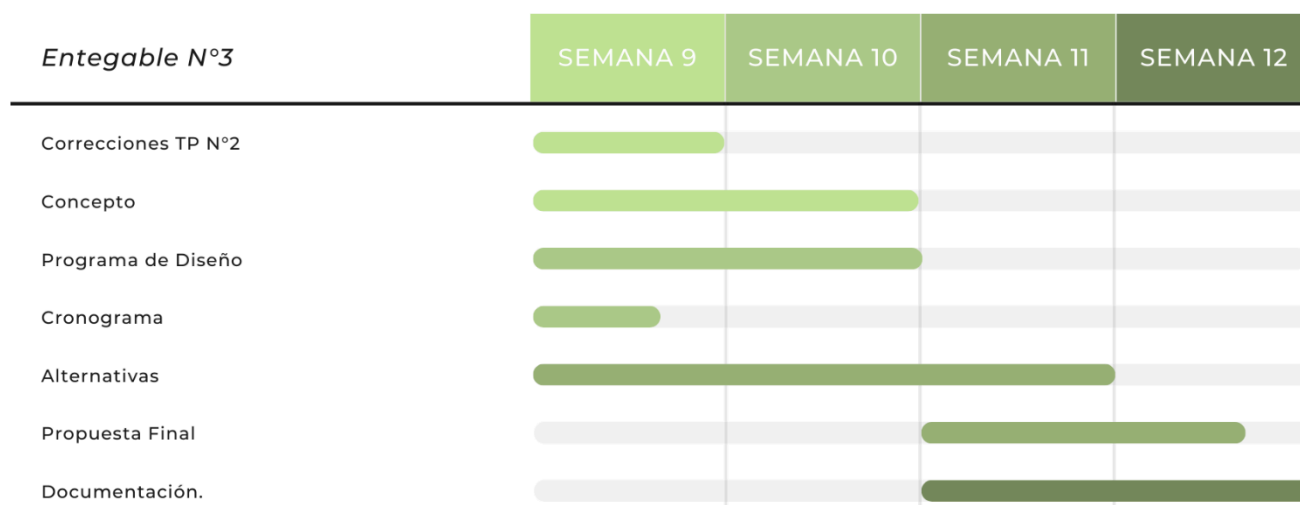 Entegable N°3
SEMANA 9
SEMANA 10
SEMANA 11
SEMANA 12
Correcciones TP N°2
Concepto
Programa de Diseño
Cronograma
Alternativas
Propuesta Final
Documentación.